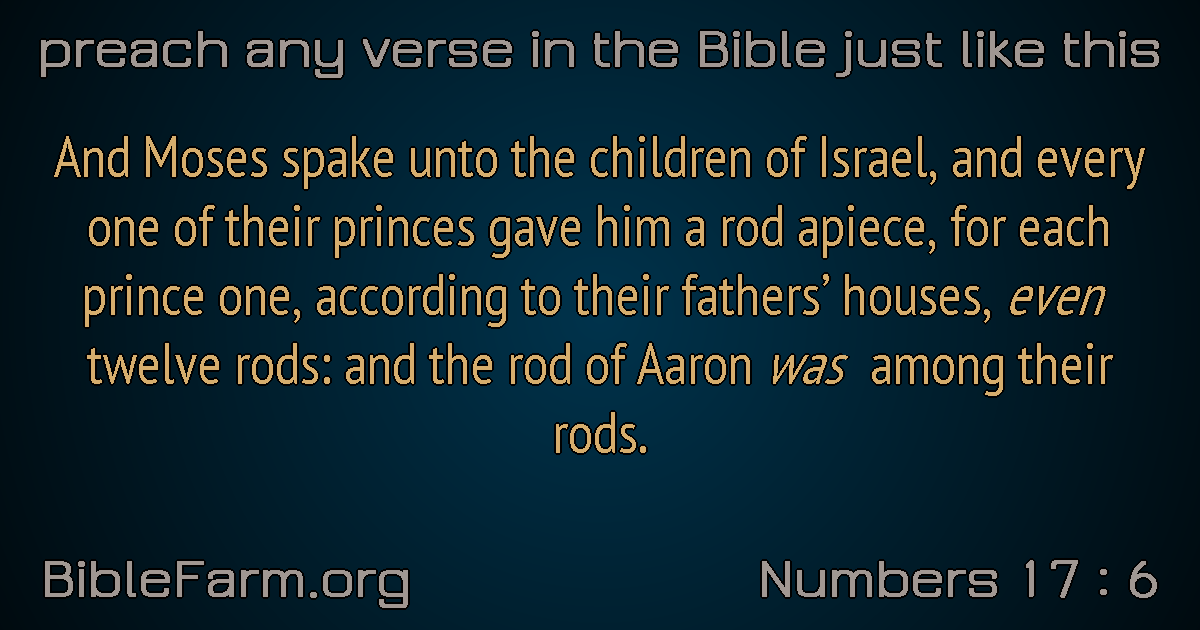 preach any verse in the Bible just like this
And Moses spake unto the children of Israel, and every
one of their princes gave him a rod apiece, for each
prince one, according to their fathers’ houses, even
twelve rods: and the rod of Aaron was among their
rods.
BibleFarm.org
Numbers 17 : 6